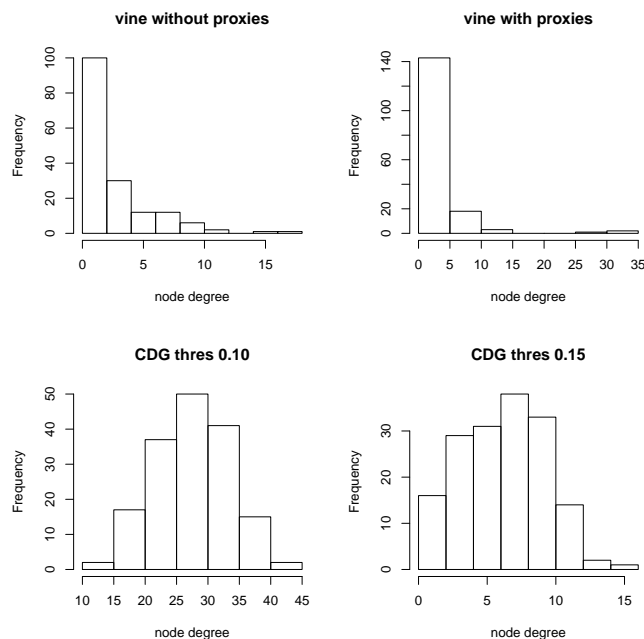 vine without proxies
Frequency
0
20
40
60
80
100
0 5 10 15
node degree
vine with proxies
Frequency
0
20
60
100
140
0 5 10 15 20 25 30 35
node degree
CDG thres 0.10
Frequency
0
10
20
30
40
50
10 15 20 25 30 35 40 45
node degree
CDG thres 0.15
Frequency
0
10
20
30
0 5 10 15
node degree